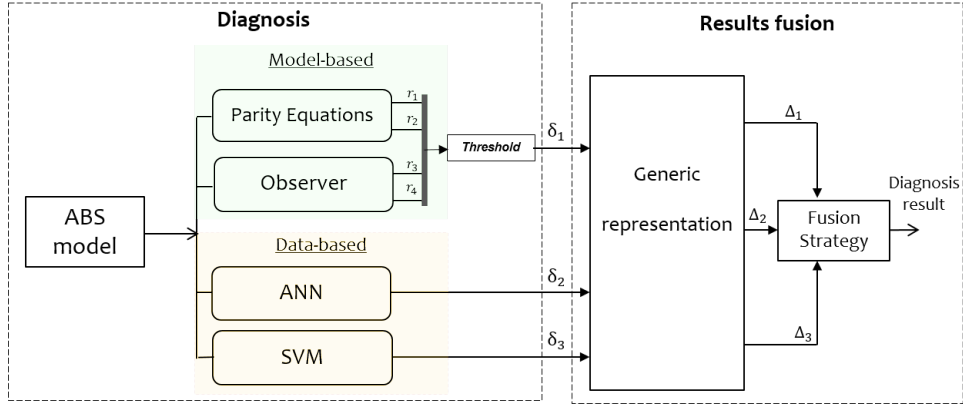 Diagnosis
Model-based
Parity Equations
r₁
r₂
Observer
r₃
r₄
Threshold
ABS
model
Data-based
ANN
SVM
δ₁
δ₂
δ₃
Results fusion
Generic
representation
Δ₁
Δ₂
Δ₃
Fusion
Strategy
Diagnosis
result